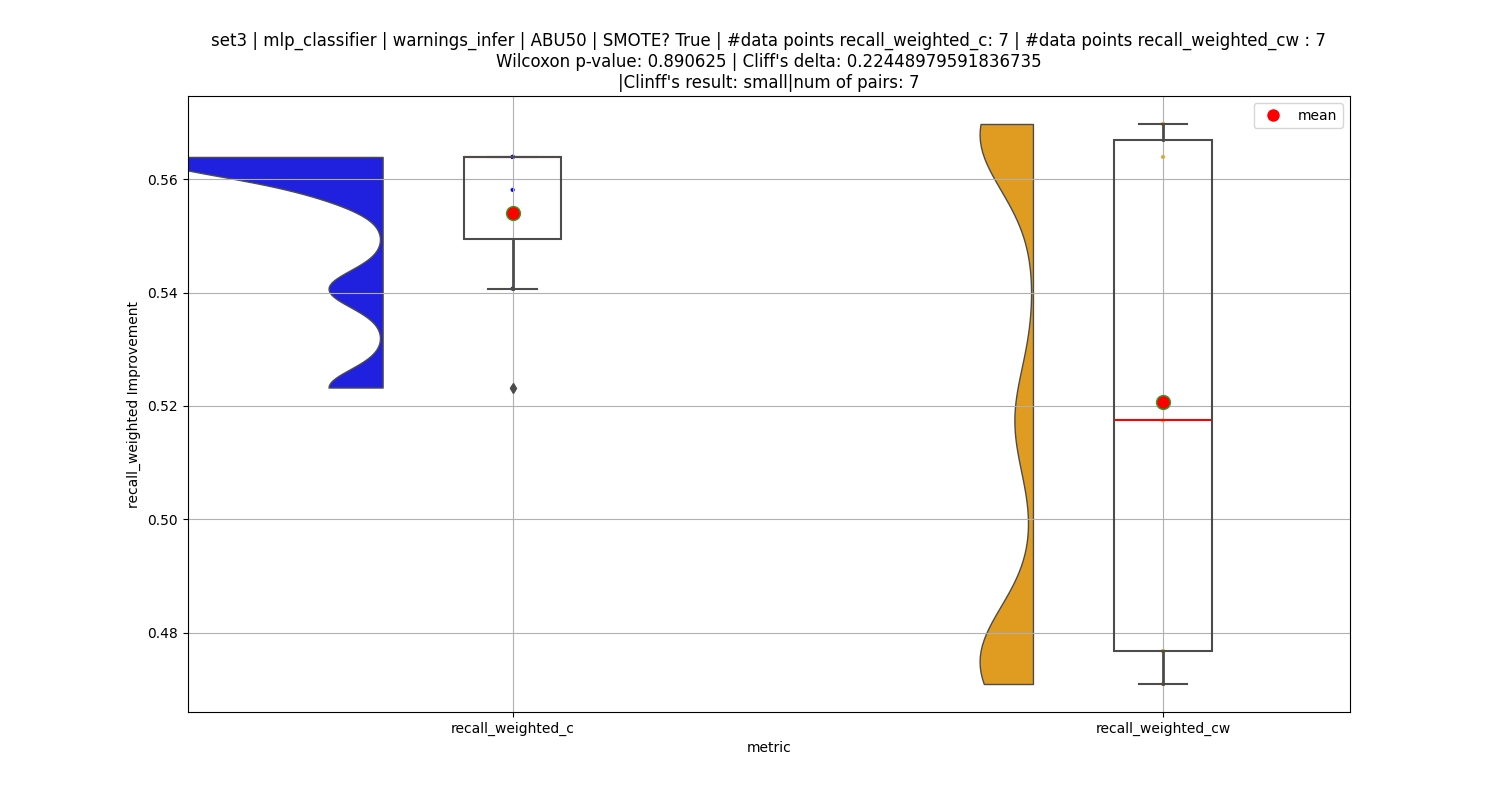 set3 | mlp_classifier | warnings_infer | ABU50 | SMOTE? True | #data points recall_weighted_c: 7 | #data points recall_weighted_cw : 7
Wilcoxon p-value: 0.890625 | Cliff's delta: 0.22448979591836735
|Clinff's result: small|num of pairs: 7
mean
0.56
0.54
0.52
0.50
0.48
recall_weighted Improvement
recall_weighted_c
recall_weighted_cw
metric